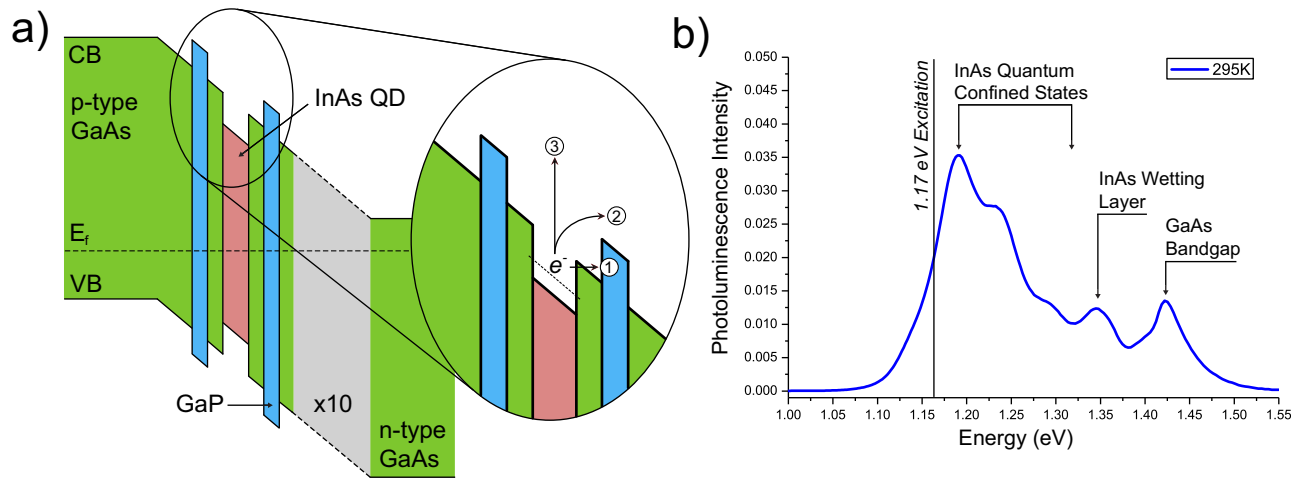 a)
CB
p-type
GaAs
InAs QD
E_f
VB
GaP
x10
n-type
GaAs
③
②
e⁻
①
b)
Photoluminescence Intensity
0.050
0.045
0.040
0.035
0.030
0.025
0.020
0.015
0.010
0.005
0.000
1.17 eV Excitation
InAs Quantum
Confined States
295K
InAs Wetting
Layer
GaAs
Bandgap
1.00 1.05 1.10 1.15 1.20 1.25 1.30 1.35 1.40 1.45 1.50 1.55
Energy (eV)